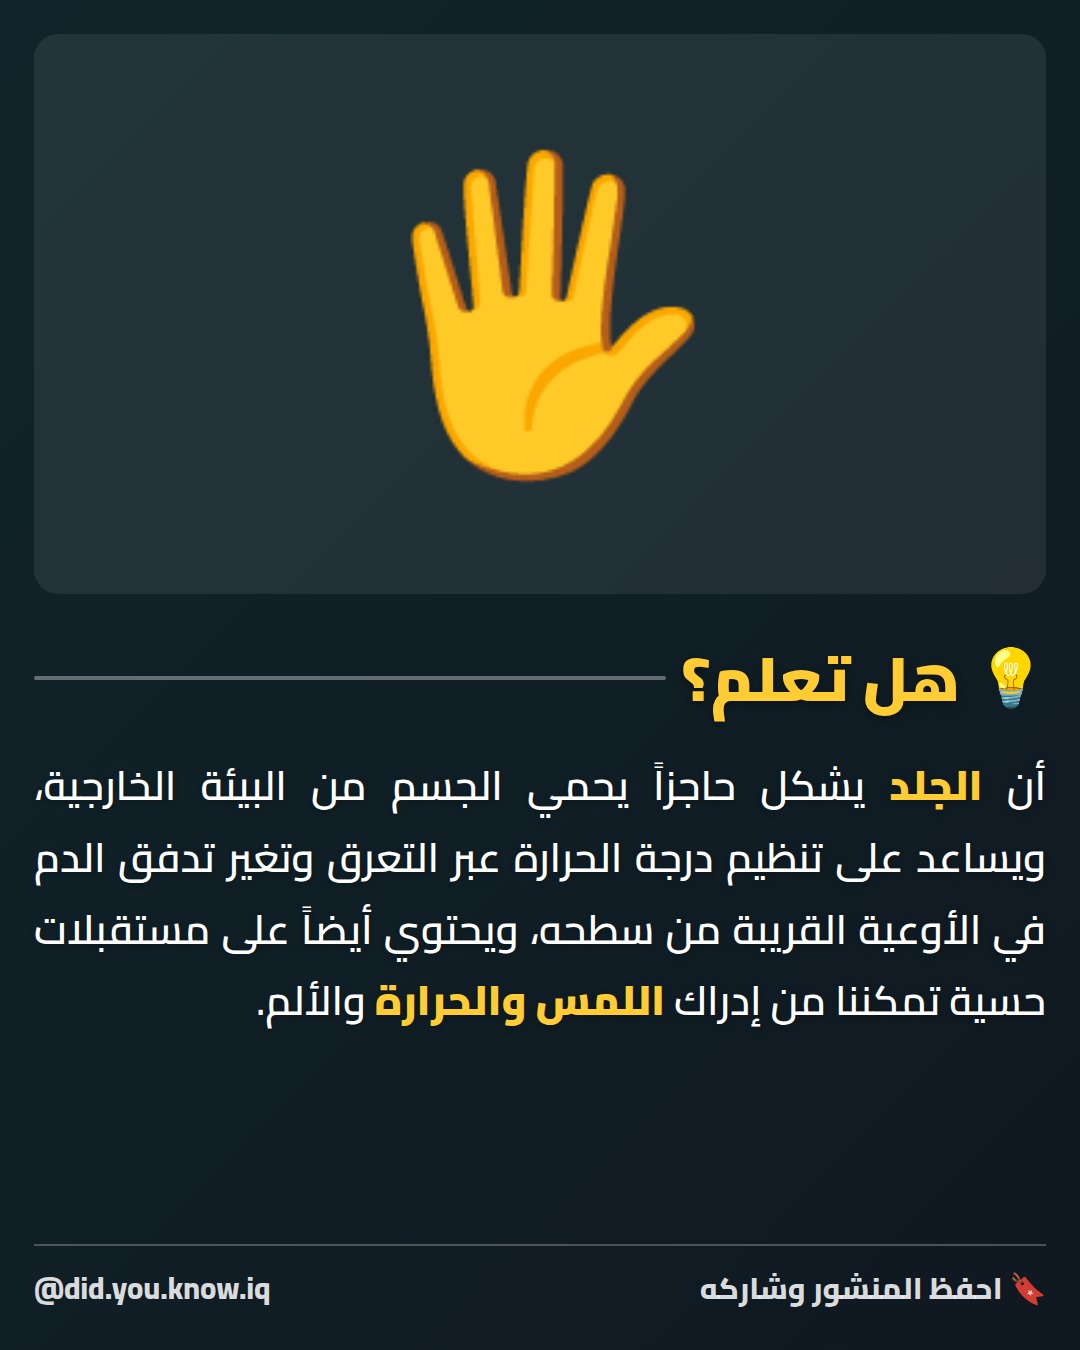 💡 هل تعلم؟
أن الجلد يشكل حاجزاً يحمي الجسم من البيئة الخارجية،
ويساعد على تنظيم درجة الحرارة عبر التعرق وتغير تدفق الدم
في الأوعية القريبة من سطحه، ويحتوي أيضاً على مستقبلات
حسية تمكننا من إدراك اللمس والحرارة والألم.
🔖 احفظ المنشور وشاركه
@did.you.know.iq